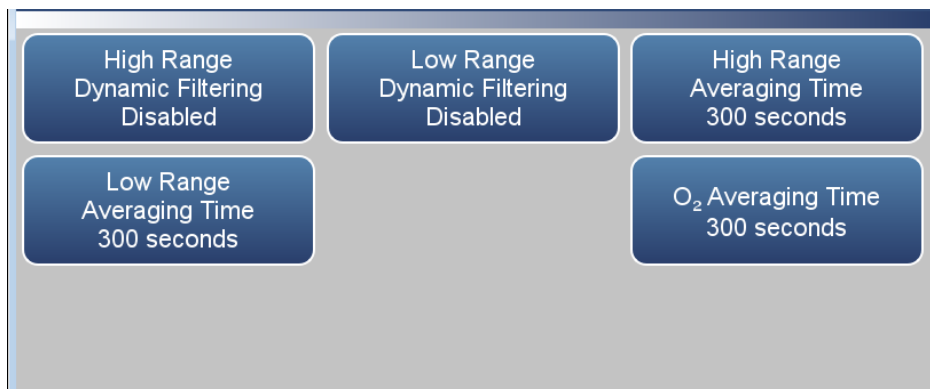 High Range
Dynamic Filtering
Disabled
Low Range
Dynamic Filtering
Disabled
High Range
Averaging Time
300 seconds
Low Range
Averaging Time
300 seconds
O₂ Averaging Time
300 seconds